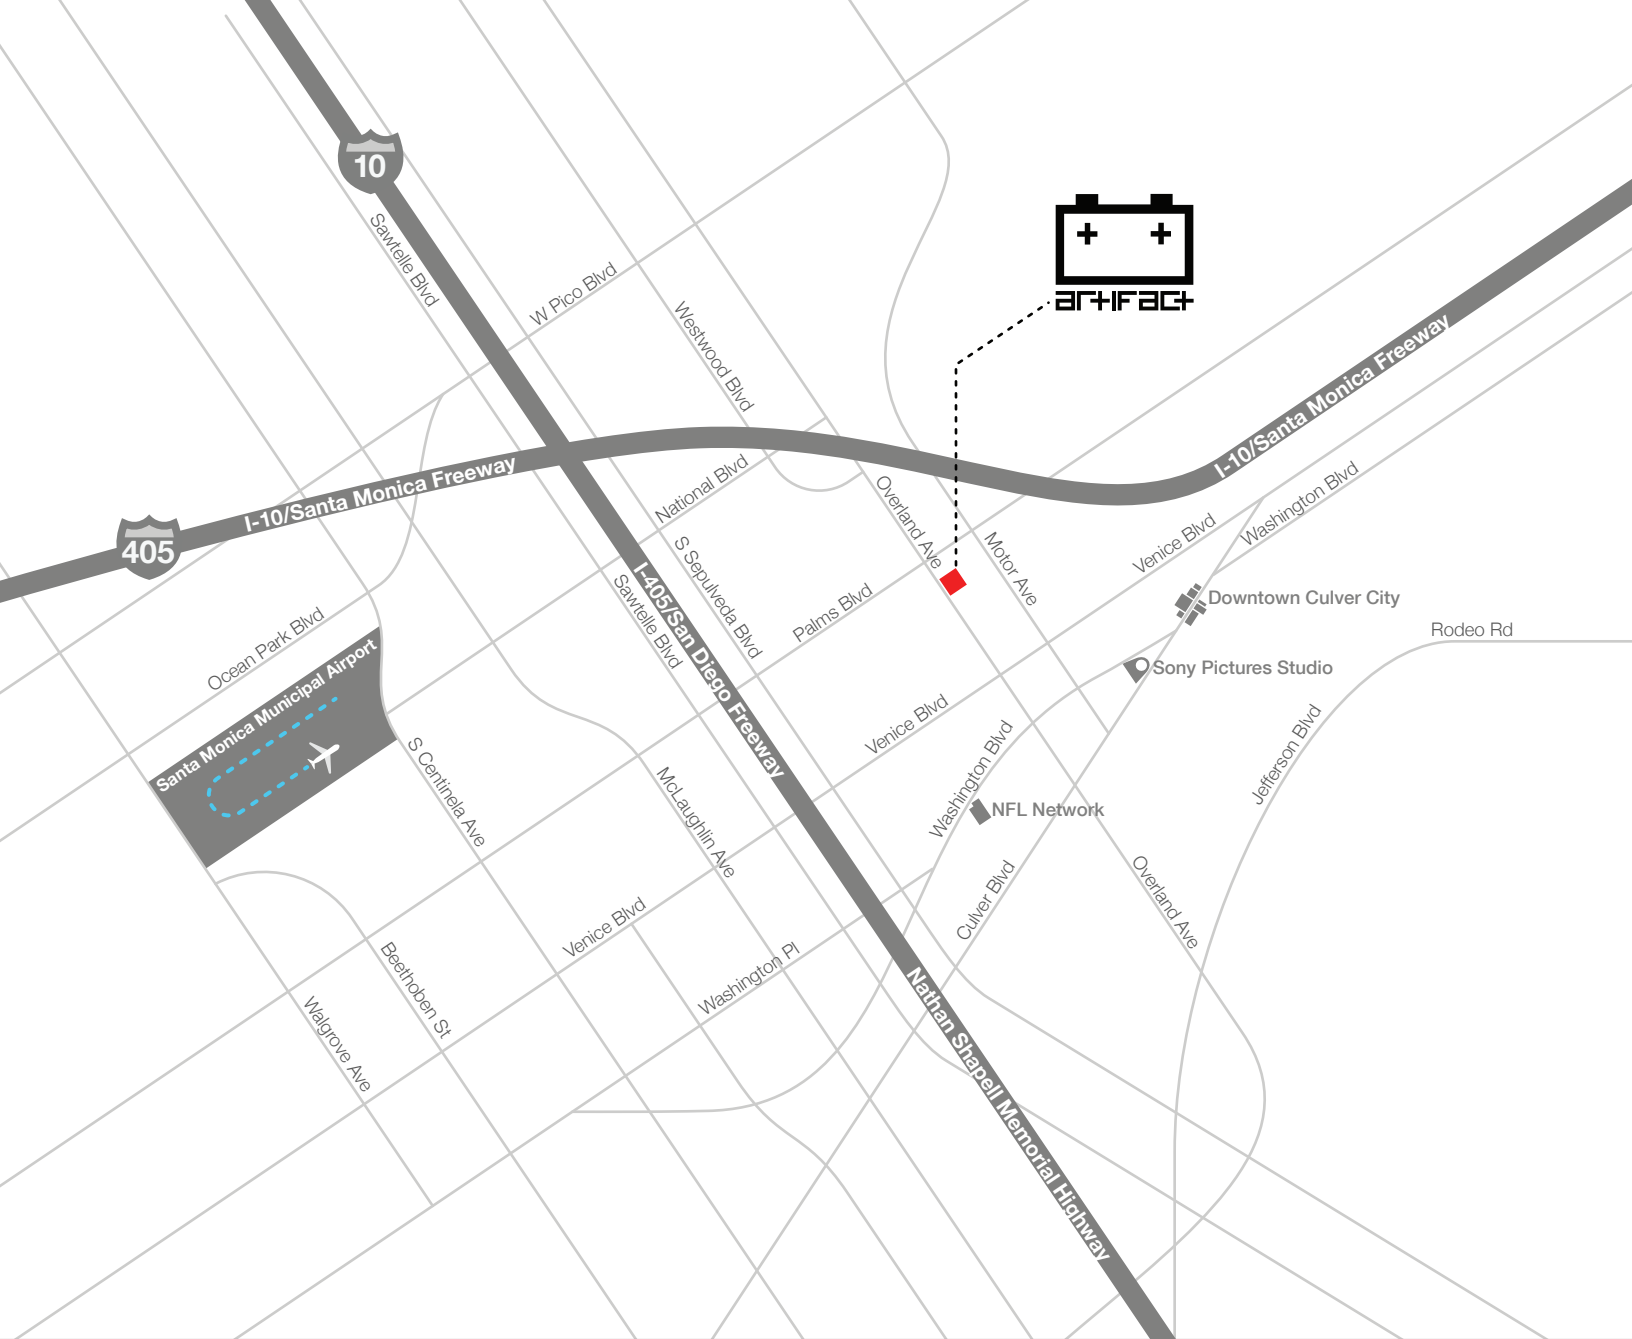 10
Sawtelle Blvd
W Pico Blvd
Westwood Blvd
artifact
I-10/Santa Monica Freeway
I-10/Santa Monica Freeway
405
National Blvd
Overland Ave
Motor Ave
Venice Blvd
Washington Blvd
S Sepulveda Blvd
Sawtelle Blvd
I-405/San Diego Freeway
Palms Blvd
Downtown Culver City
Rodeo Rd
Sony Pictures Studio
Ocean Park Blvd
Santa Monica Municipal Airport
S Centinela Ave
McLaughlin Ave
Venice Blvd
Washington Blvd
NFL Network
Jefferson Blvd
Culver Blvd
Overland Ave
Venice Blvd
Washington Pl
Beethoben St
Walgrove Ave
Nathan Shapell Memorial Highway